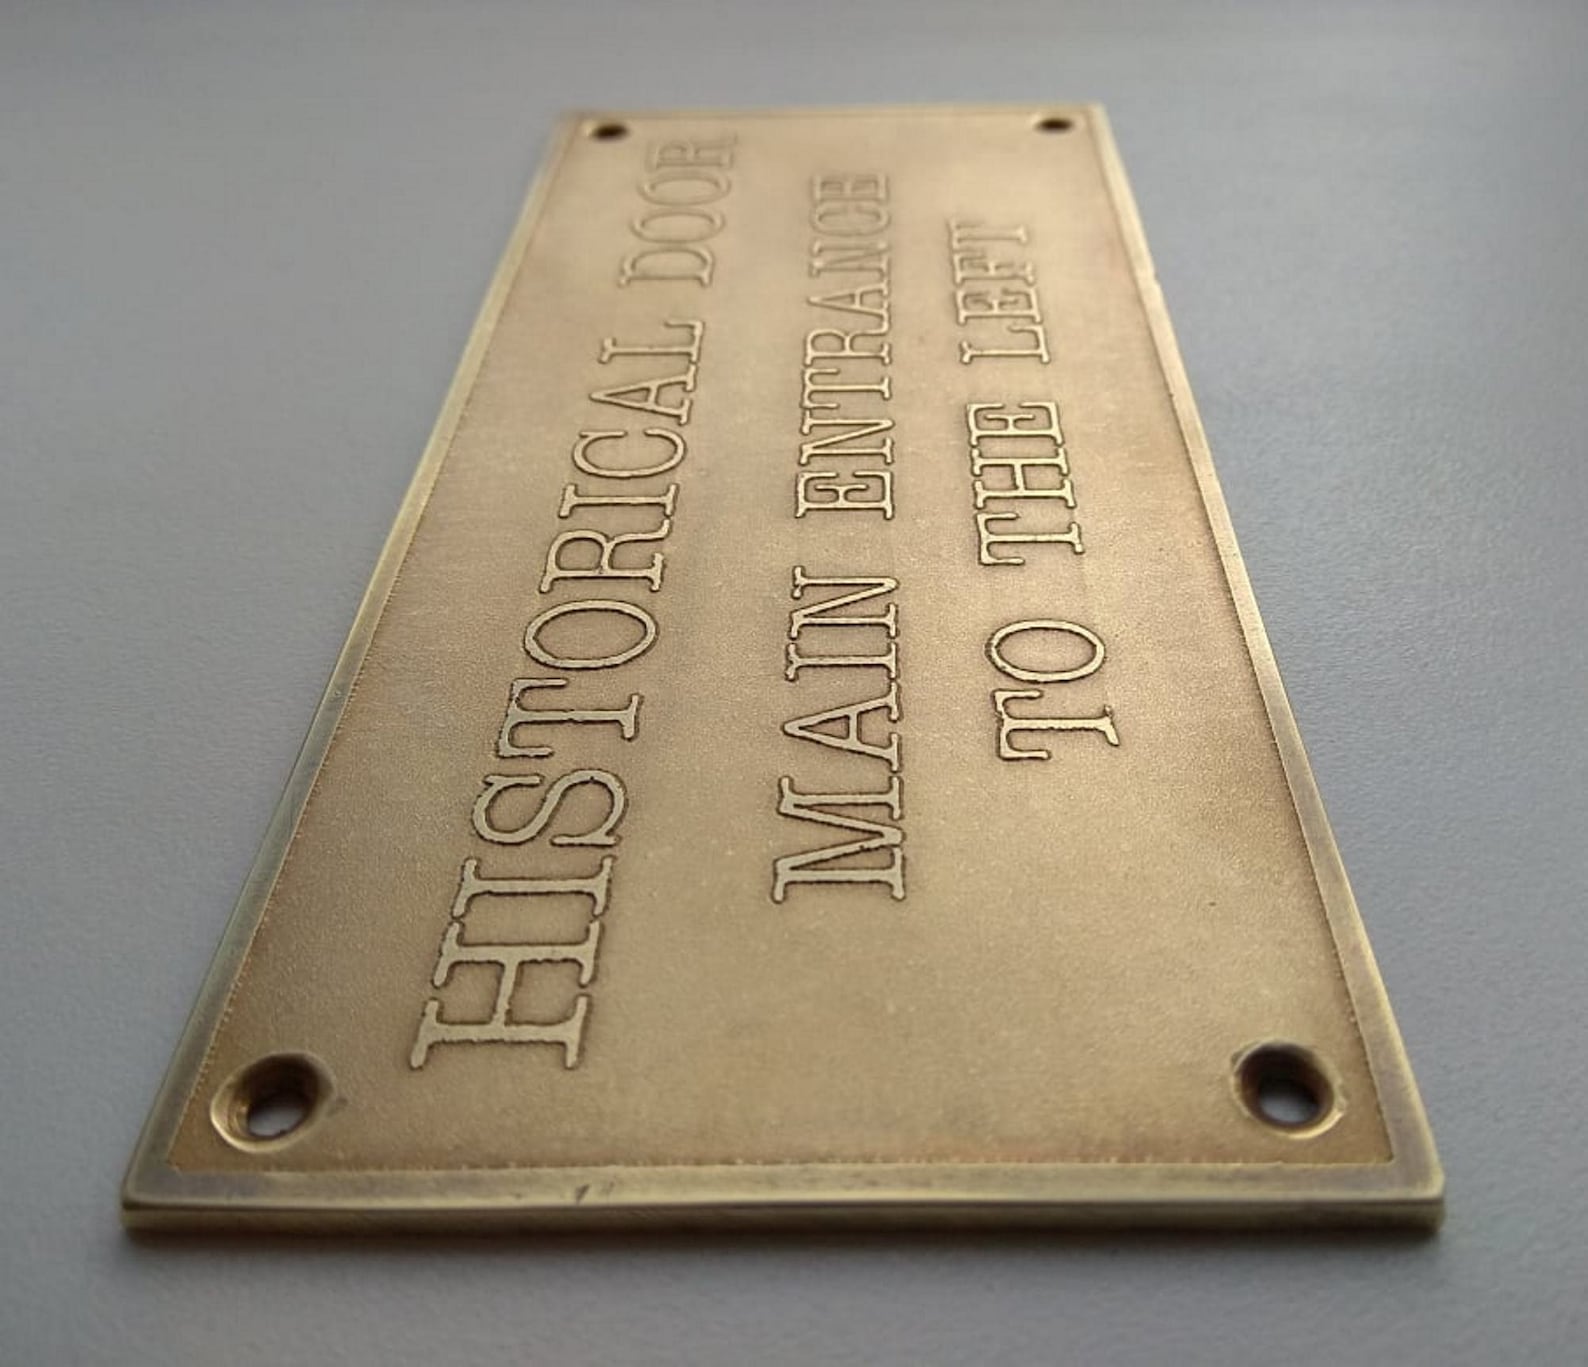 HISTORICAL DOOR
MAIN ENTRANCE
TO THE LEFT